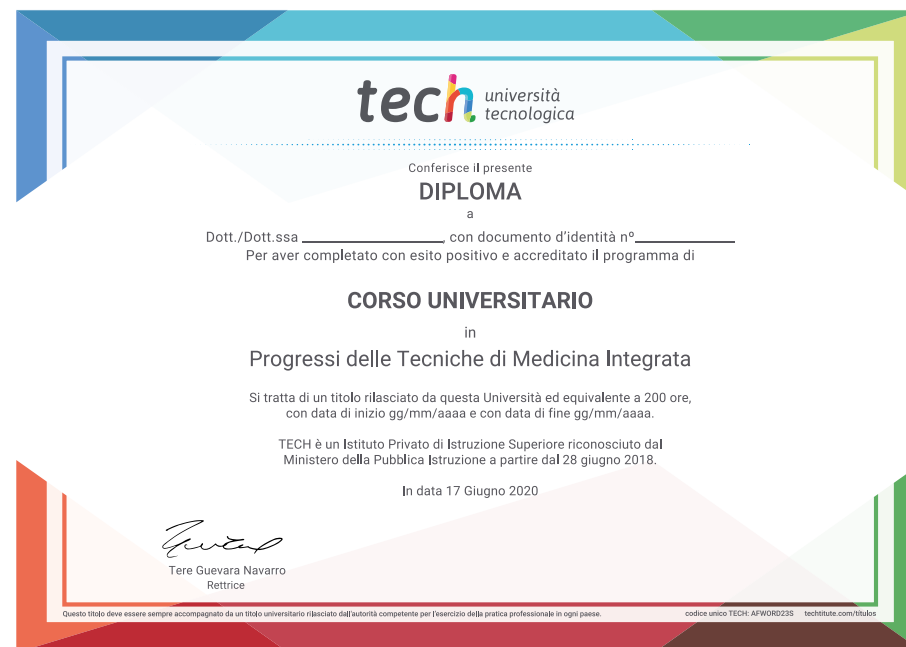 tech università
tecnologica
Conferisce il presente
DIPLOMA
a
Dott./Dott.ssa ____________________, con documento d'identità nº______________
Per aver completato con esito positivo e accreditato il programma di
CORSO UNIVERSITARIO
in
Progressi delle Tecniche di Medicina Integrata
Si tratta di un titolo rilasciato da questa Università ed equivalente a 200 ore,
con data di inizio gg/mm/aaaa e con data di fine gg/mm/aaaa.
TECH è un Istituto Privato di Istruzione Superiore riconosciuto dal
Ministero della Pubblica Istruzione a partire dal 28 giugno 2018.
In data 17 Giugno 2020
Tere Guevara Navarro
Rettrice
Questo titolo deve essere sempre accompagnato da un titolo universitario rilasciato dall'autorità competente per l'esercizio della pratica professionale in ogni paese. codice unico TECH: AFWORD23S techtitute.com/títulos